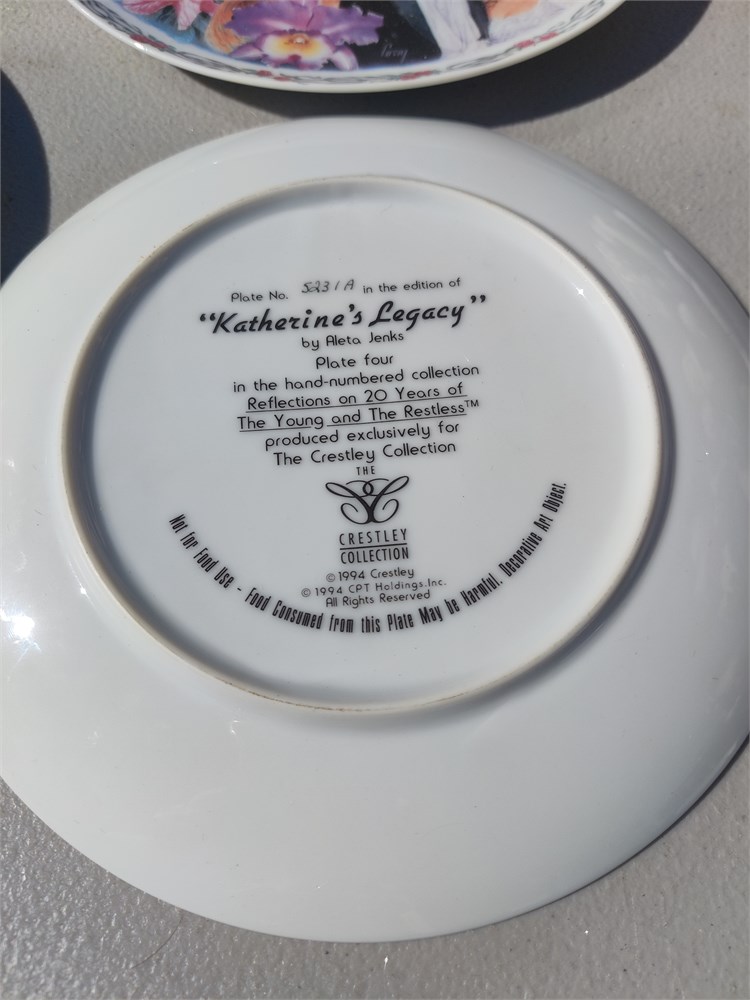 Plate No. 5231A in the edition of
“Katherine's Legacy”
by Aleta Jenks
Plate four
in the hand-numbered collection
Reflections on 20 Years of
The Young and The Restless™
produced exclusively for
The Crestley Collection
THE
CRESTLEY
COLLECTION
© 1994 Crestley
© 1994 CPT Holdings, Inc.
All Rights Reserved
Not for Food Use - Food Consumed from this Plate May be Harmful. Decorative Art Object.